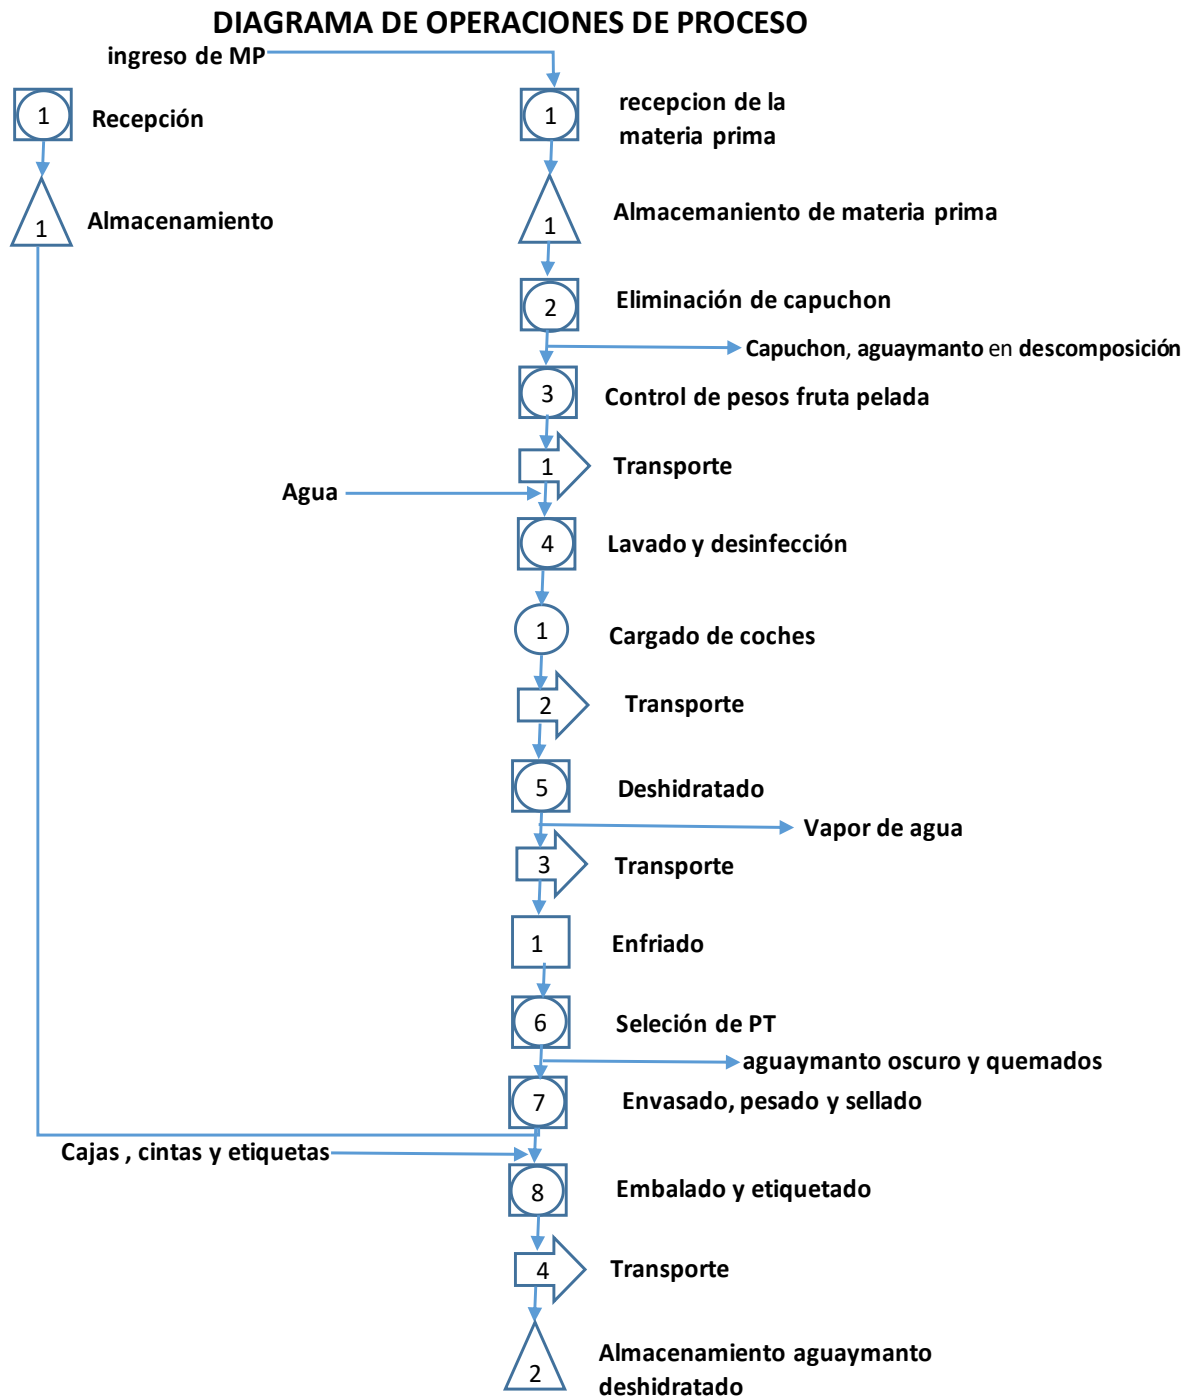 DIAGRAMA DE OPERACIONES DE PROCESO
ingreso de MP
1 Recepción
1 recepcion de la
materia prima
1 Almacenamiento
1 Almacemaniento de materia prima
2 Eliminación de capuchon
Capuchon, aguaymanto en descomposición
3 Control de pesos fruta pelada
1 Transporte
Agua
4 Lavado y desinfección
1 Cargado de coches
2 Transporte
5 Deshidratado
Vapor de agua
3 Transporte
1 Enfriado
6 Seleción de PT
aguaymanto oscuro y quemados
7 Envasado, pesado y sellado
Cajas , cintas y etiquetas
8 Embalado y etiquetado
4 Transporte
2 Almacenamiento aguaymanto
deshidratado